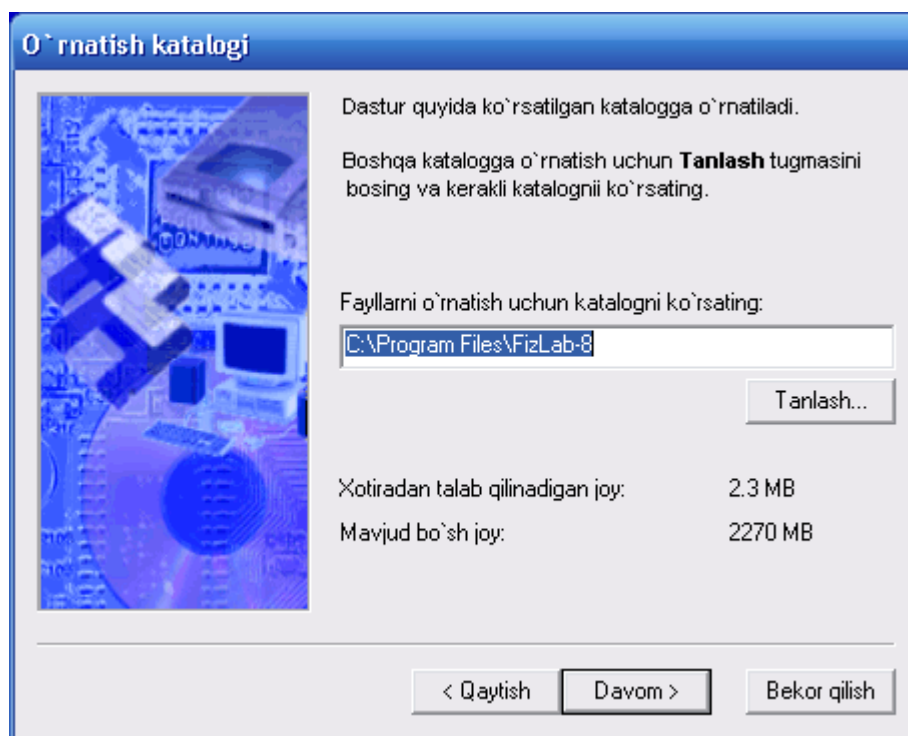 O`rnatish katalogi
Dastur quyida ko`rsatilgan katalogga o`rnatiladi.
Boshqa katalogga o`rnatish uchun Tanlash tugmasini
bosing va kerakli katalognii ko`rsating.
Fayllarni o`rnatish uchun katalogni ko`rsating:
C:\Program Files\FizLab-8
Tanlash...
Xotiradan talab qilinadigan joy: 2.3 MB
Mavjud bo`sh joy: 2270 MB
< Qaytish Davom > Bekor qilish